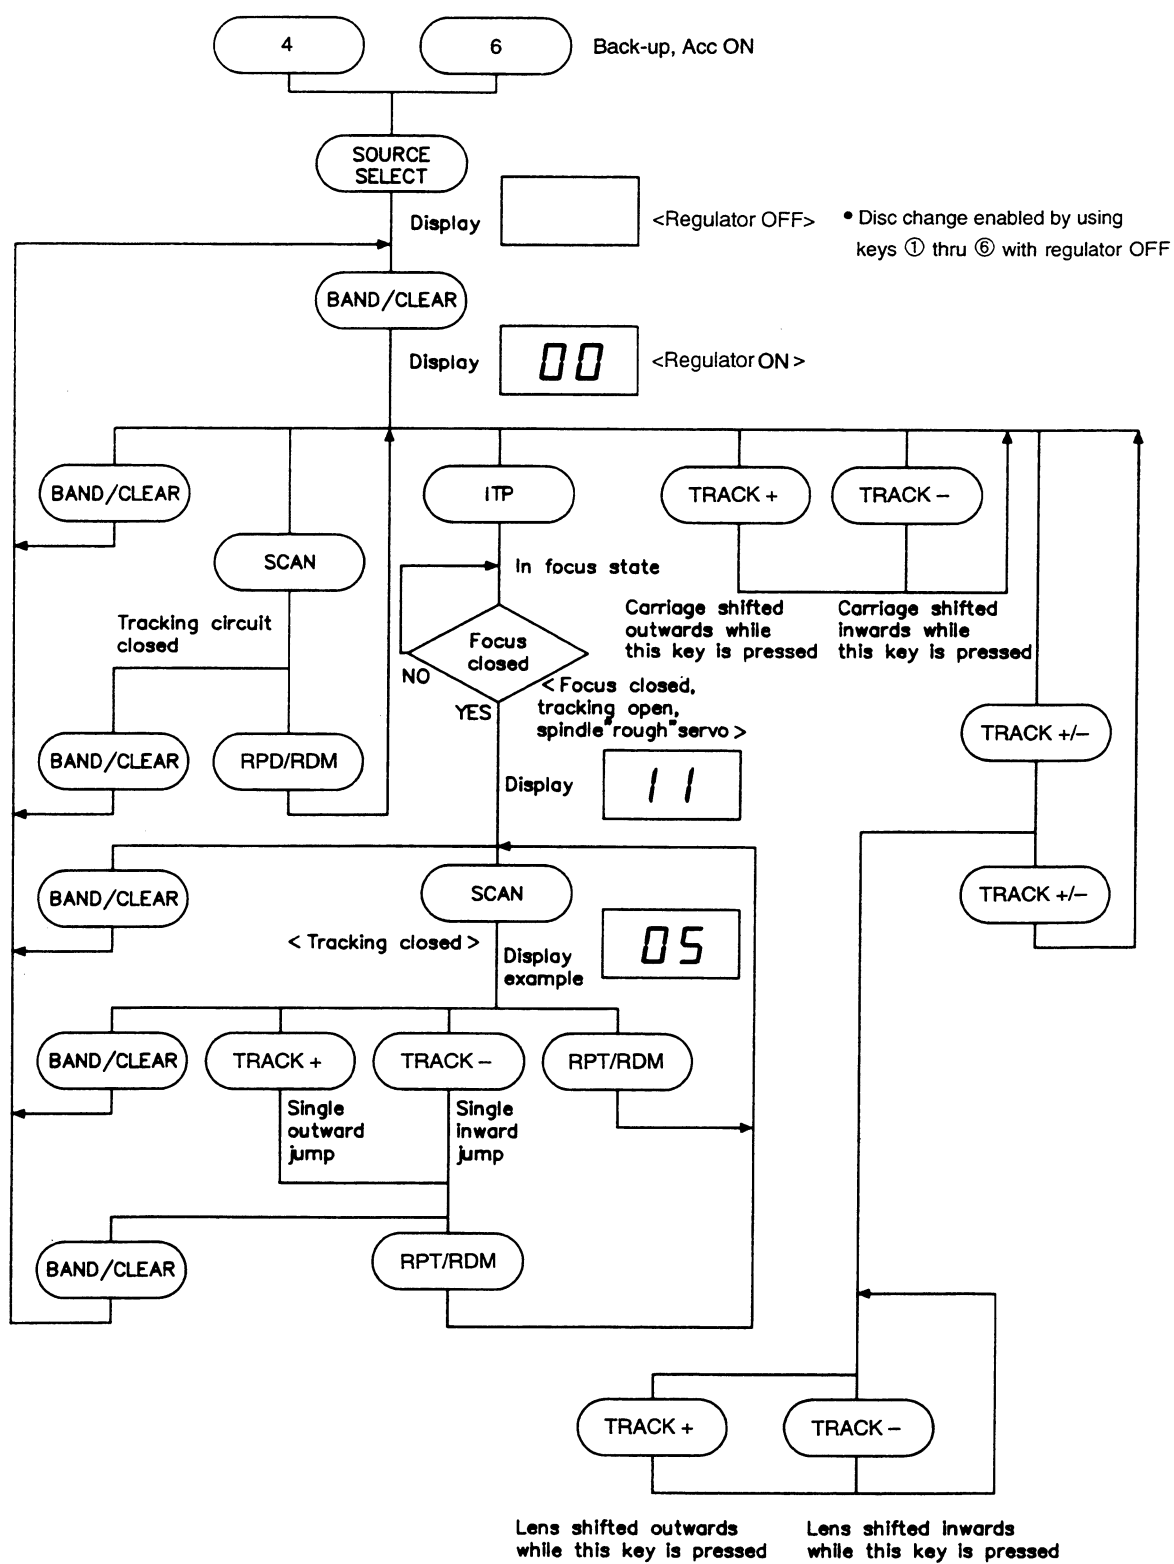 4
6
Back-up, Acc ON
SOURCE
SELECT
Display
<Regulator OFF>
• Disc change enabled by using
keys ① thru ⑥ with regulator OFF
BAND/CLEAR
Display
00
<Regulator ON>
BAND/CLEAR
ITP
TRACK +
TRACK −
SCAN
In focus state
Tracking circuit
closed
Focus
closed
NO
YES
Carriage shifted
outwards while
this key is pressed
Carriage shifted
inwards while
this key is pressed
<Focus closed,
tracking open,
spindle"rough"servo>
TRACK +/−
BAND/CLEAR
RPD/RDM
Display
11
BAND/CLEAR
SCAN
TRACK +/−
<Tracking closed>
Display
example
05
BAND/CLEAR
TRACK +
TRACK −
RPT/RDM
Single
outward
jump
Single
inward
jump
BAND/CLEAR
RPT/RDM
TRACK +
TRACK −
Lens shifted outwards
while this key is pressed
Lens shifted inwards
while this key is pressed